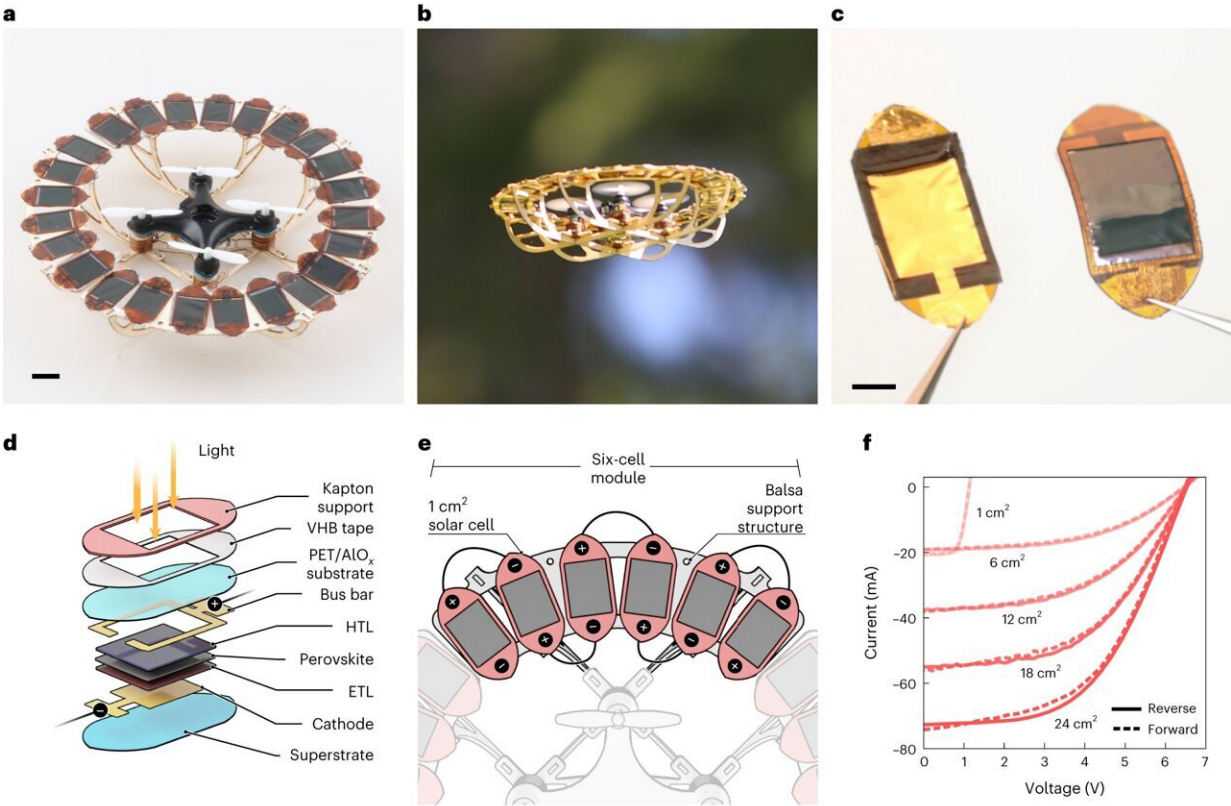 a
b
c
d
Light
Kapton
support
VHB tape
PET/AlOₓ
substrate
Bus bar
+
HTL
Perovskite
ETL
−
Cathode
Superstrate
e
Six-cell
module
1 cm²
solar cell
Balsa
support
structure
+
−
−
+
+
−
−
+
+
−
−
+
f
0
−20
−40
−60
−80
Current (mA)
1 cm²
6 cm²
12 cm²
18 cm²
24 cm²
Reverse
Forward
0 1 2 3 4 5 6 7
Voltage (V)